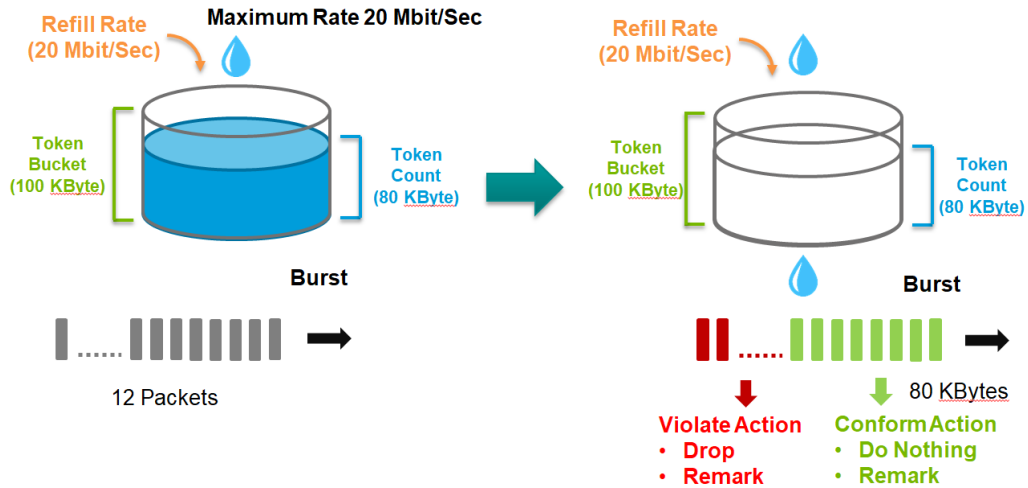 Maximum Rate 20 Mbit/Sec
Refill Rate
(20 Mbit/Sec)
Token
Bucket
(100 KByte)
Token
Count
(80 KByte)
Burst
12 Packets
Refill Rate
(20 Mbit/Sec)
Token
Bucket
(100 KByte)
Token
Count
(80 KByte)
Burst
80 KBytes
Violate Action
• Drop
• Remark
Conform Action
• Do Nothing
• Remark